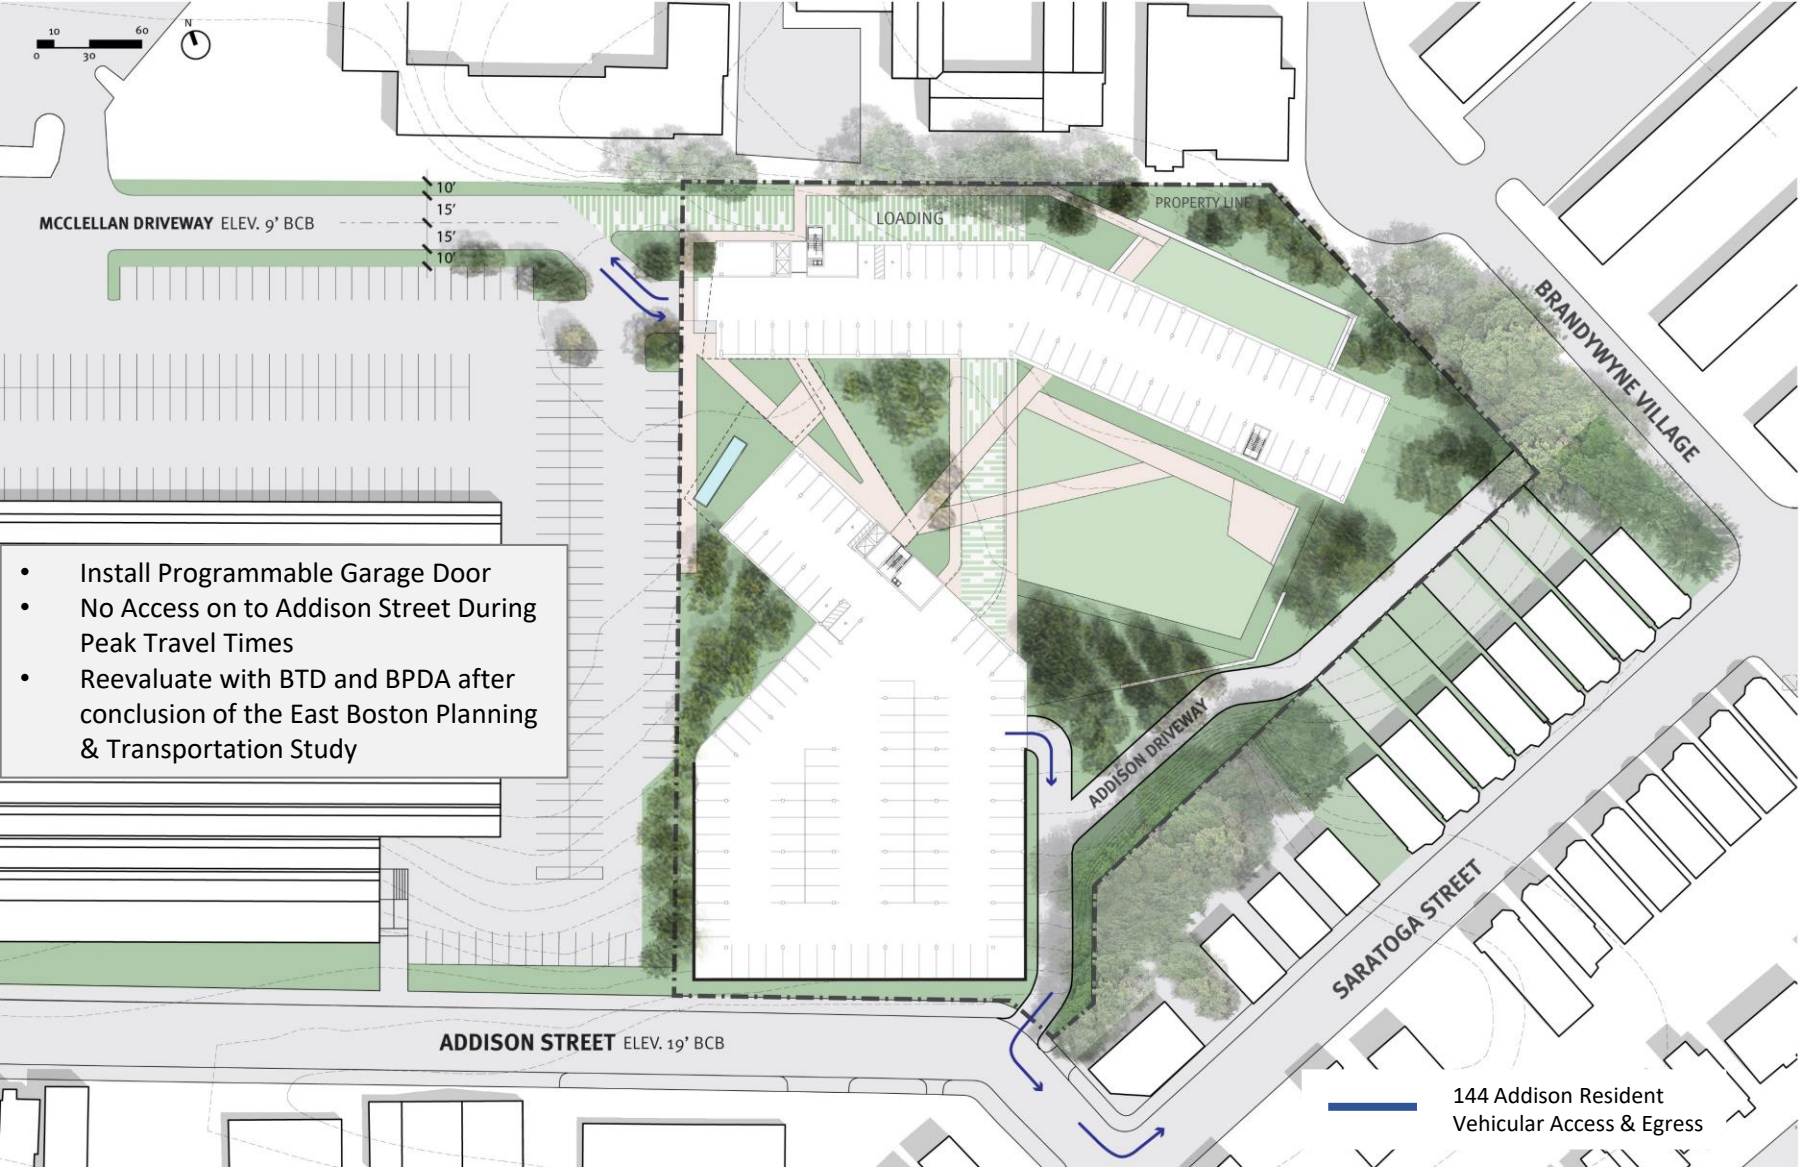 10 60
0 30
N
10'
15'
15'
10'
MCCLELLAN DRIVEWAY ELEV. 9' BCB
LOADING
PROPERTY LINE
BRANDYWYNE VILLAGE
• Install Programmable Garage Door
• No Access on to Addison Street During
Peak Travel Times
• Reevaluate with BTD and BPDA after
conclusion of the East Boston Planning
& Transportation Study
ADDISON DRIVEWAY
SARATOGA STREET
ADDISON STREET ELEV. 19' BCB
144 Addison Resident
Vehicular Access & Egress